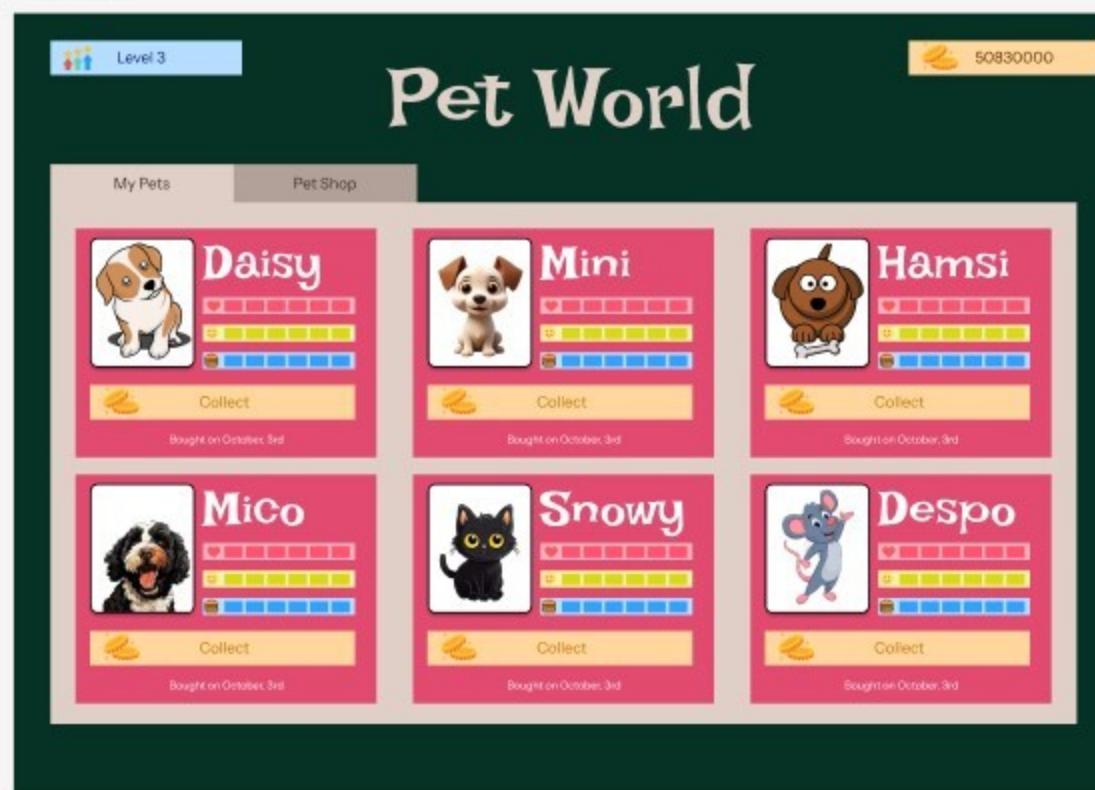 Level 3
50830000
Pet World
My Pets
Pet Shop
Daisy
Collect
Bought on October, 3rd
Mini
Collect
Bought on October, 3rd
Hamsi
Collect
Bought on October, 3rd
Mico
Collect
Bought on October, 3rd
Snowy
Collect
Bought on October, 3rd
Despo
Collect
Bought on October, 3rd